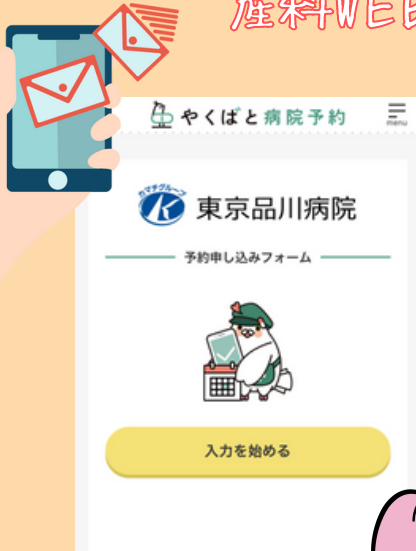 産科WEB
やくばと病院予約
menu
カマチグループ
K
東京品川病院
予約申し込みフォーム
入力を始める